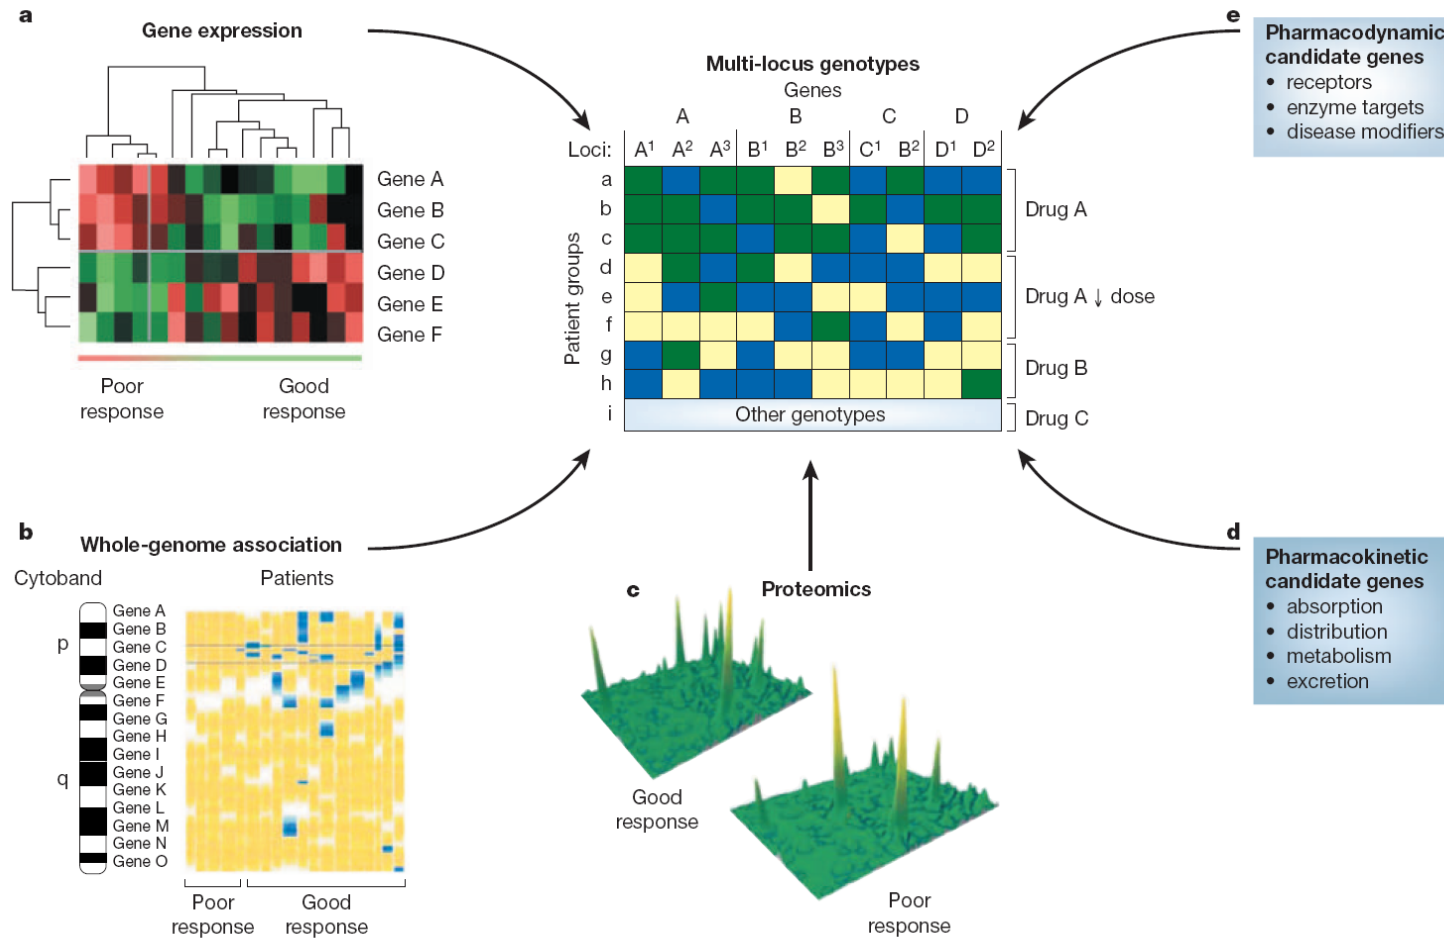 a
Gene expression
Gene A
Gene B
Gene C
Gene D
Gene E
Gene F
Poor
response
Good
response
Multi-locus genotypes
Genes
A B C D
Loci: A¹ A² A³ B¹ B² B³ C¹ B² D¹ D²
Patient groups
a
b
c
d
e
f
g
h
i
Other genotypes
Drug A
Drug A ↓ dose
Drug B
Drug C
e
Pharmacodynamic
candidate genes
• receptors
• enzyme targets
• disease modifiers
b
Whole-genome association
Cytoband Patients
p
q
Gene A
Gene B
Gene C
Gene D
Gene E
Gene F
Gene G
Gene H
Gene I
Gene J
Gene K
Gene L
Gene M
Gene N
Gene O
Poor
response
Good
response
c
Proteomics
Good
response
Poor
response
d
Pharmacokinetic
candidate genes
• absorption
• distribution
• metabolism
• excretion